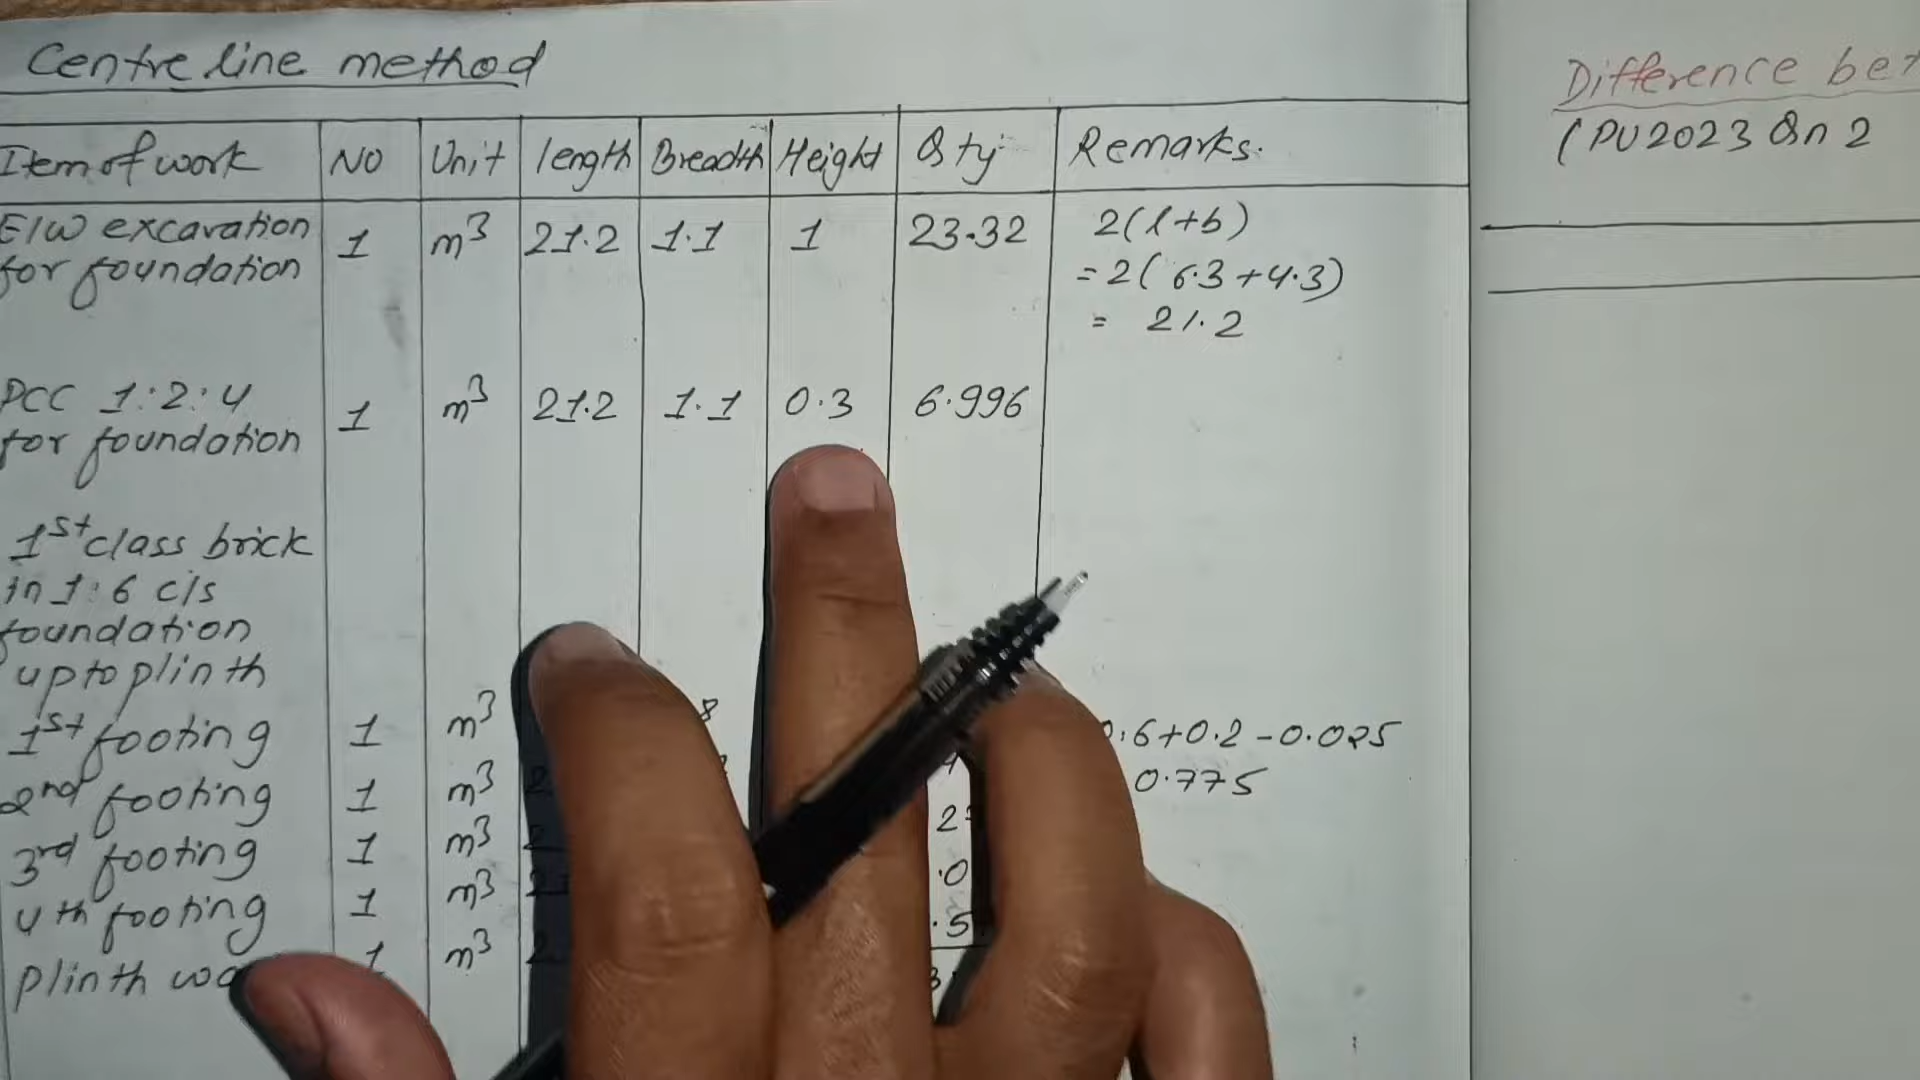 Centre line method
Item of work NO Unit length Breadth Height Qty Remarks.
E/W excavation for foundation 1 m³ 21.2 1.1 1 23.32 2(l+b)
= 2(6.3+4.3)
= 21.2
PCC 1:2:4 for foundation 1 m³ 21.2 1.1 0.3 6.996
1st class brick
in 1:6 c/s
foundation
upto plinth
1st footing 1 m³ 8 0.6+0.2-0.025
2nd footing 1 m³ 0.775
3rd footing 1 m³
4th footing 1 m³
plinth 1 m³
Difference
(PU2023 Qn 2